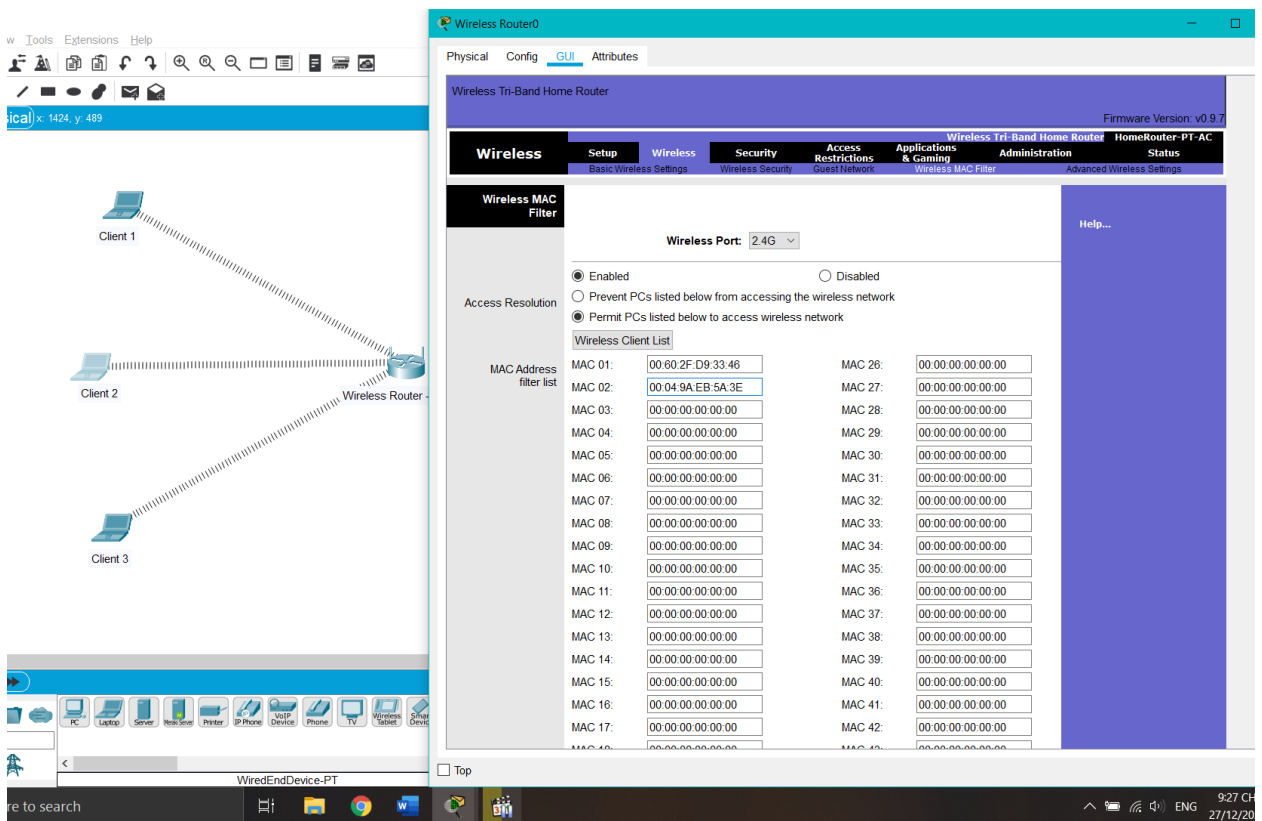 w Tools Extensions Help
sical x: 1424, y: 489
Client 1
Client 2
Wireless Router
Client 3
PC Laptop Server Meraki Server Printer IP Phone VoIP Device Phone TV Wireless Tablet
WiredEndDevice-PT
Wireless Router0
Physical Config GUI Attributes
Wireless Tri-Band Home Router
Firmware Version: v0.9.7
Wireless Tri-Band Home Router HomeRouter-PT-AC
Wireless Setup Wireless Security Access Restrictions Applications & Gaming Administration Status
Basic Wireless Settings Wireless Security Guest Network Wireless MAC Filter Advanced Wireless Settings
Wireless MAC
Filter
Help...
Wireless Port: 2.4G
Enabled Disabled
Access Resolution
Prevent PCs listed below from accessing the wireless network
Permit PCs listed below to access wireless network
Wireless Client List
MAC Address
filter list
MAC 01: 00:60:2F:D9:33:46 MAC 26: 00:00:00:00:00:00
MAC 02: 00:04:9A:EB:5A:3E MAC 27: 00:00:00:00:00:00
MAC 03: 00:00:00:00:00:00 MAC 28: 00:00:00:00:00:00
MAC 04: 00:00:00:00:00:00 MAC 29: 00:00:00:00:00:00
MAC 05: 00:00:00:00:00:00 MAC 30: 00:00:00:00:00:00
MAC 06: 00:00:00:00:00:00 MAC 31: 00:00:00:00:00:00
MAC 07: 00:00:00:00:00:00 MAC 32: 00:00:00:00:00:00
MAC 08: 00:00:00:00:00:00 MAC 33: 00:00:00:00:00:00
MAC 09: 00:00:00:00:00:00 MAC 34: 00:00:00:00:00:00
MAC 10: 00:00:00:00:00:00 MAC 35: 00:00:00:00:00:00
MAC 11: 00:00:00:00:00:00 MAC 36: 00:00:00:00:00:00
MAC 12: 00:00:00:00:00:00 MAC 37: 00:00:00:00:00:00
MAC 13: 00:00:00:00:00:00 MAC 38: 00:00:00:00:00:00
MAC 14: 00:00:00:00:00:00 MAC 39: 00:00:00:00:00:00
MAC 15: 00:00:00:00:00:00 MAC 40: 00:00:00:00:00:00
MAC 16: 00:00:00:00:00:00 MAC 41: 00:00:00:00:00:00
MAC 17: 00:00:00:00:00:00 MAC 42: 00:00:00:00:00:00
Top
re to search
ENG
9:27 CH
27/12/20